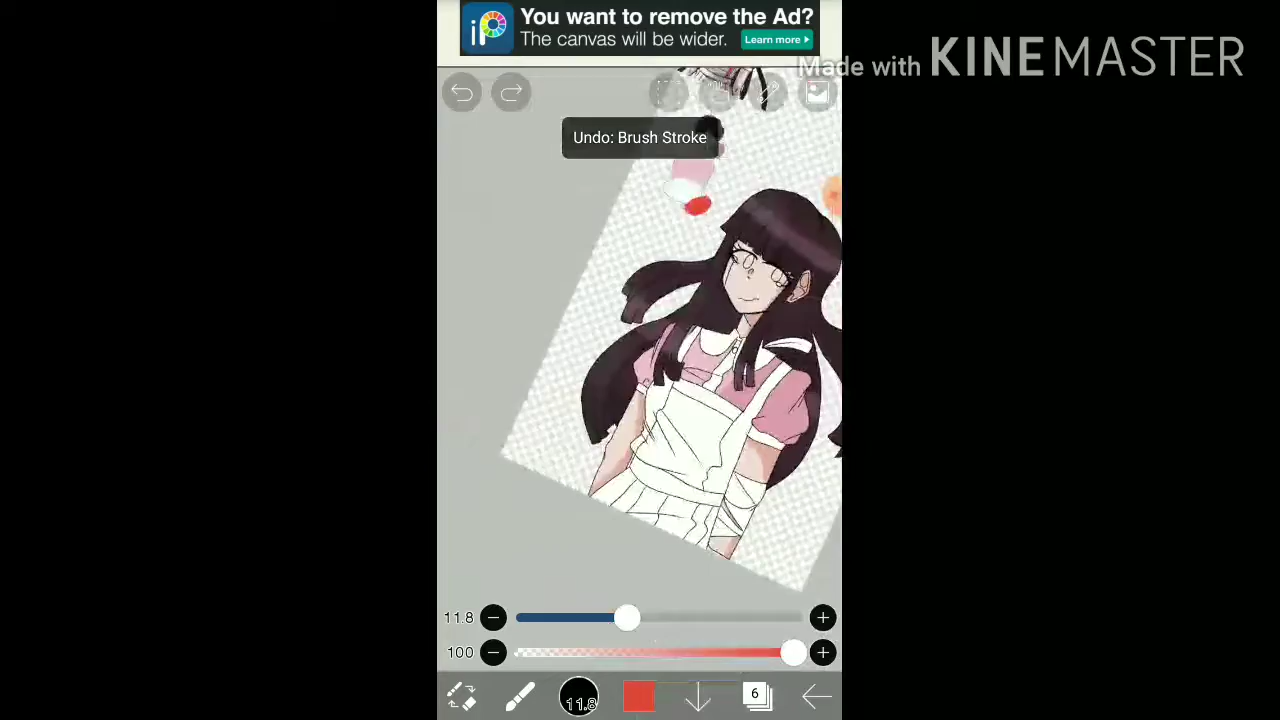 iP
You want to remove the Ad?
The canvas will be wider.
Learn more
Made with KINEMASTER
Undo: Brush Stroke
11.8
100
11.8
6